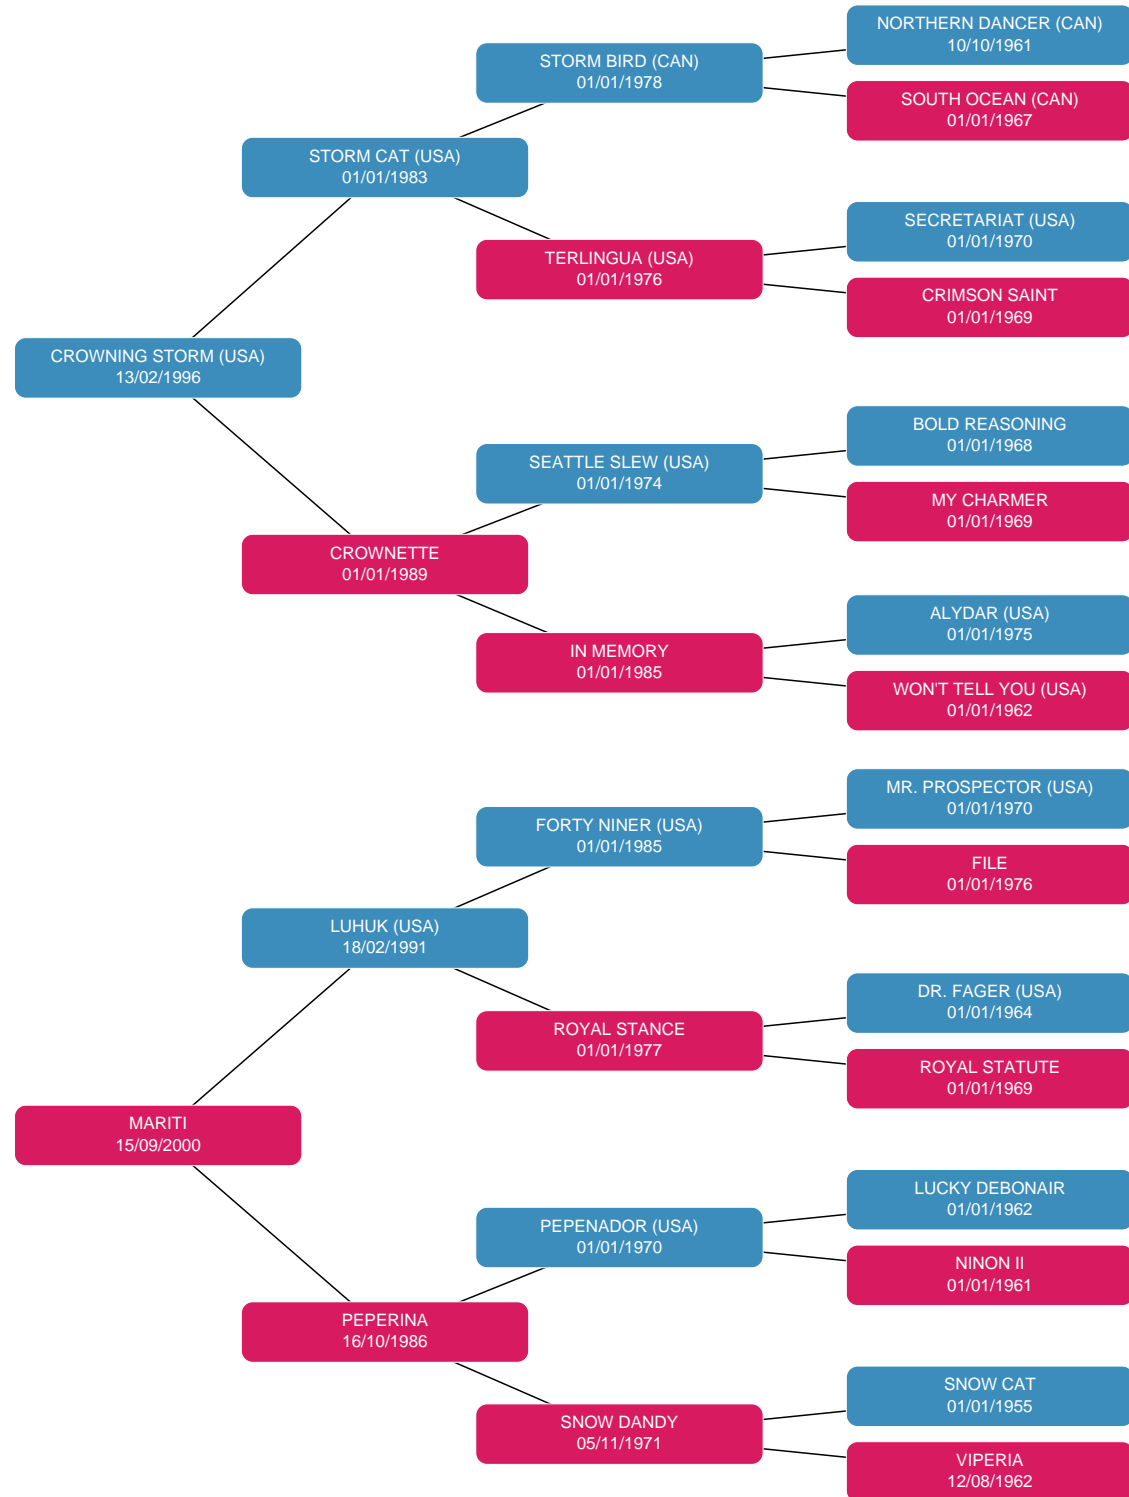 NORTHERN DANCER (CAN)
10/10/1961
STORM BIRD (CAN)
01/01/1978
SOUTH OCEAN (CAN)
01/01/1967
STORM CAT (USA)
01/01/1983
SECRETARIAT (USA)
01/01/1970
TERLINGUA (USA)
01/01/1976
CRIMSON SAINT
01/01/1969
CROWNING STORM (USA)
13/02/1996
BOLD REASONING
01/01/1968
SEATTLE SLEW (USA)
01/01/1974
MY CHARMER
01/01/1969
CROWNETTE
01/01/1989
ALYDAR (USA)
01/01/1975
IN MEMORY
01/01/1985
WON'T TELL YOU (USA)
01/01/1962
MR. PROSPECTOR (USA)
01/01/1970
FORTY NINER (USA)
01/01/1985
FILE
01/01/1976
LUHUK (USA)
18/02/1991
DR. FAGER (USA)
01/01/1964
ROYAL STANCE
01/01/1977
ROYAL STATUTE
01/01/1969
MARITI
15/09/2000
LUCKY DEBONAIR
01/01/1962
PEPENADOR (USA)
01/01/1970
NINON II
01/01/1961
PEPERINA
16/10/1986
SNOW CAT
01/01/1955
SNOW DANDY
05/11/1971
VIPERIA
12/08/1962